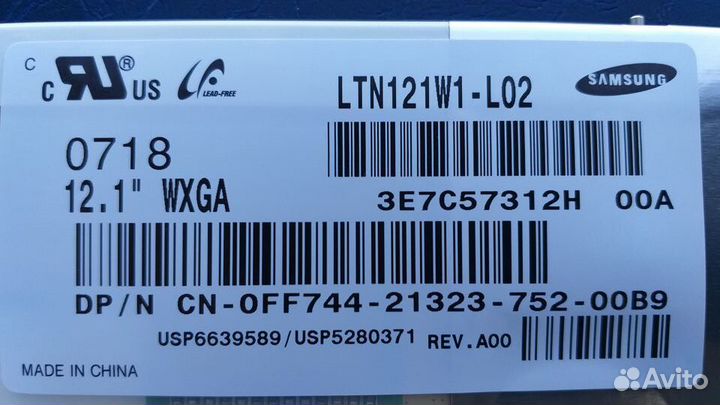 C
c RU ® US
LEAD-FREE
LTN121W1-L02
SAMSUNG
0718
12.1" WXGA
3E7C57312H 00A
DP/N CN-0FF744-21323-752-00B9
USP6639589/USP5280371 REV.A00
MADE IN CHINA
Avito